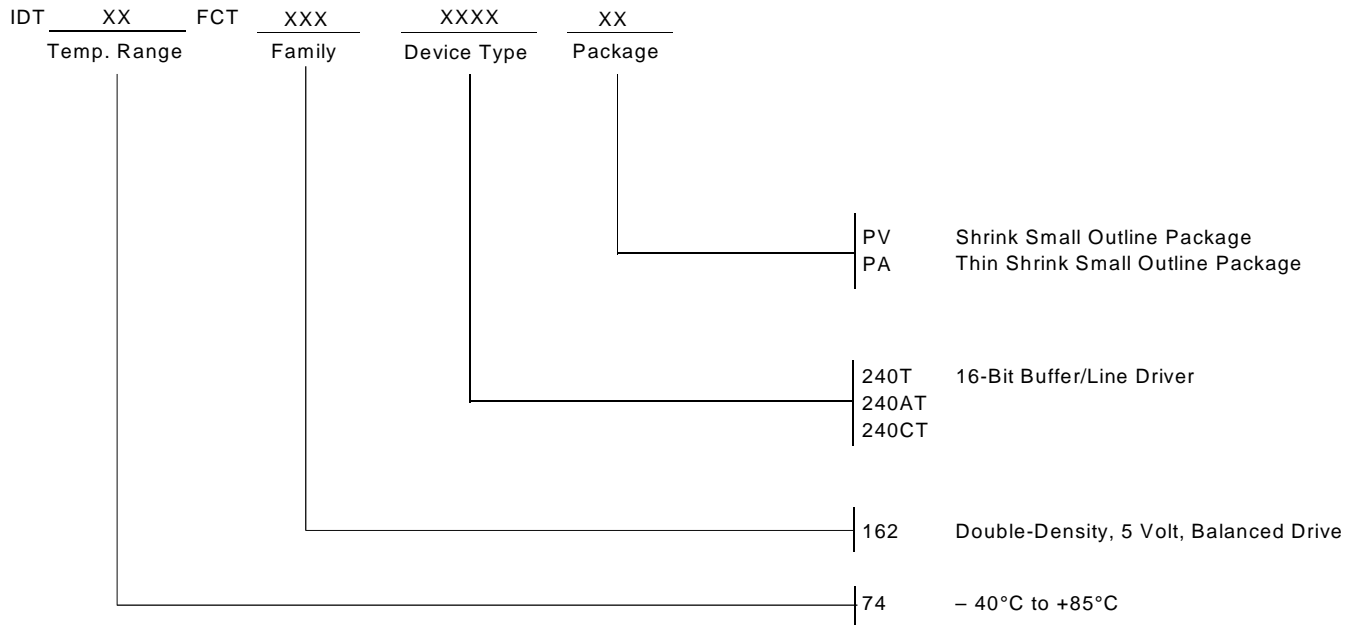 IDT XX FCT XXX XXXX XX
Temp. Range Family Device Type Package
PV Shrink Small Outline Package
PA Thin Shrink Small Outline Package
240T 16-Bit Buffer/Line Driver
240AT
240CT
162 Double-Density, 5 Volt, Balanced Drive
74 – 40°C to +85°C